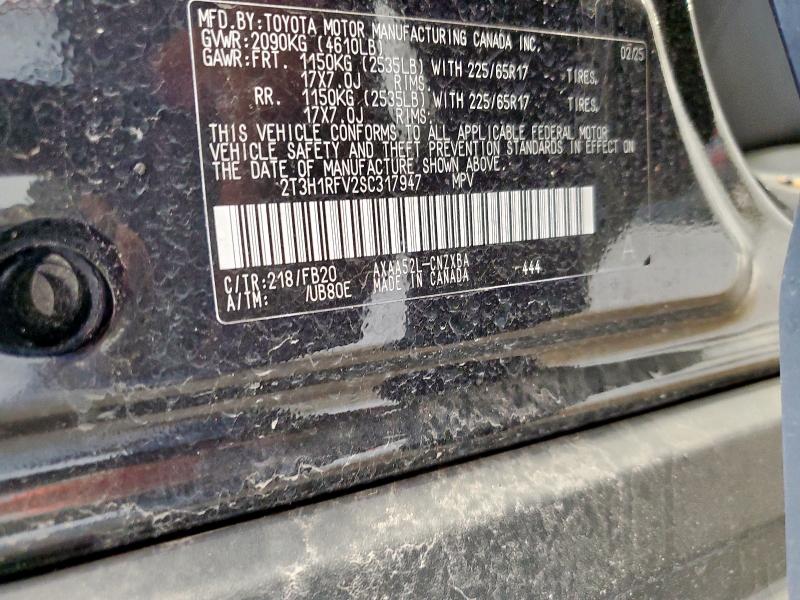 MFD.BY:TOYOTA MOTOR MANUFACTURING CANADA INC.
GVWR:2090KG (4610LB) 02/25
GAWR:FRT. 1150KG (2535LB) WITH 225/65R17 TIRES,
17X7.0J RIMS.
RR. 1150KG (2535LB) WITH 225/65R17 TIRES,
17X7.0J RIMS.
THIS VEHICLE CONFORMS TO ALL APPLICABLE FEDERAL MOTOR
VEHICLE SAFETY AND THEFT PREVENTION STANDARDS IN EFFECT ON
THE DATE OF MANUFACTURE SHOWN ABOVE.
2T3H1RFV2SC317947 MPV
C/TR:218/FB20 AXAA52L-CNZXBA -444 A
A/TM: /UB80E MADE IN CANADA